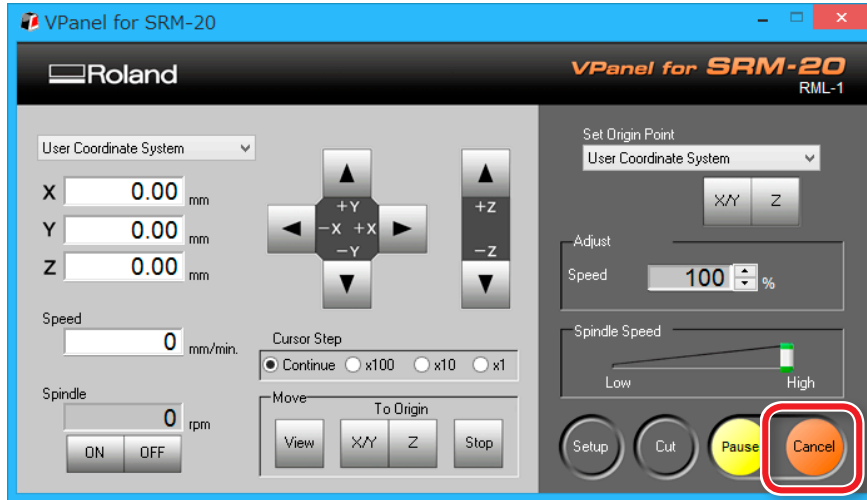 VPanel for SRM-20
Roland
VPanel for SRM-20
RML-1
User Coordinate System
X 0.00 mm
Y 0.00 mm
Z 0.00 mm
Speed
0 mm/min.
Spindle
0 rpm
ON OFF
+Y
-X +X
-Y
+Z
-Z
Cursor Step
Continue x100 x10 x1
Move
To Origin
View X/Y Z Stop
Set Origin Point
User Coordinate System
X/Y Z
Adjust
Speed 100 %
Spindle Speed
Low High
Setup Cut Pause Cancel